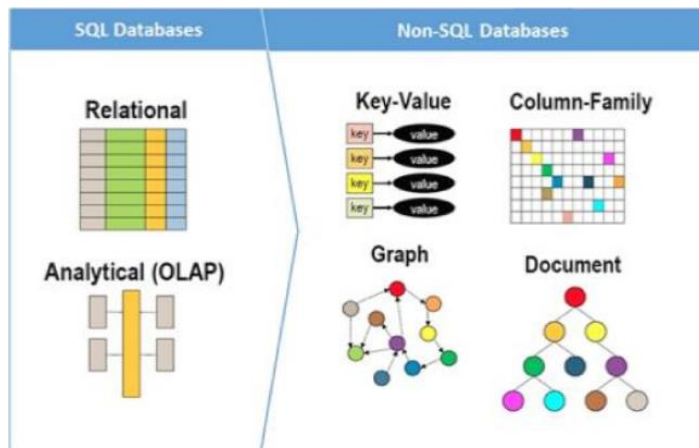 SQL Databases
Non-SQL Databases
Relational
Analytical (OLAP)
Key-Value
key value
key value
key value
key value
Column-Family
Graph
Document